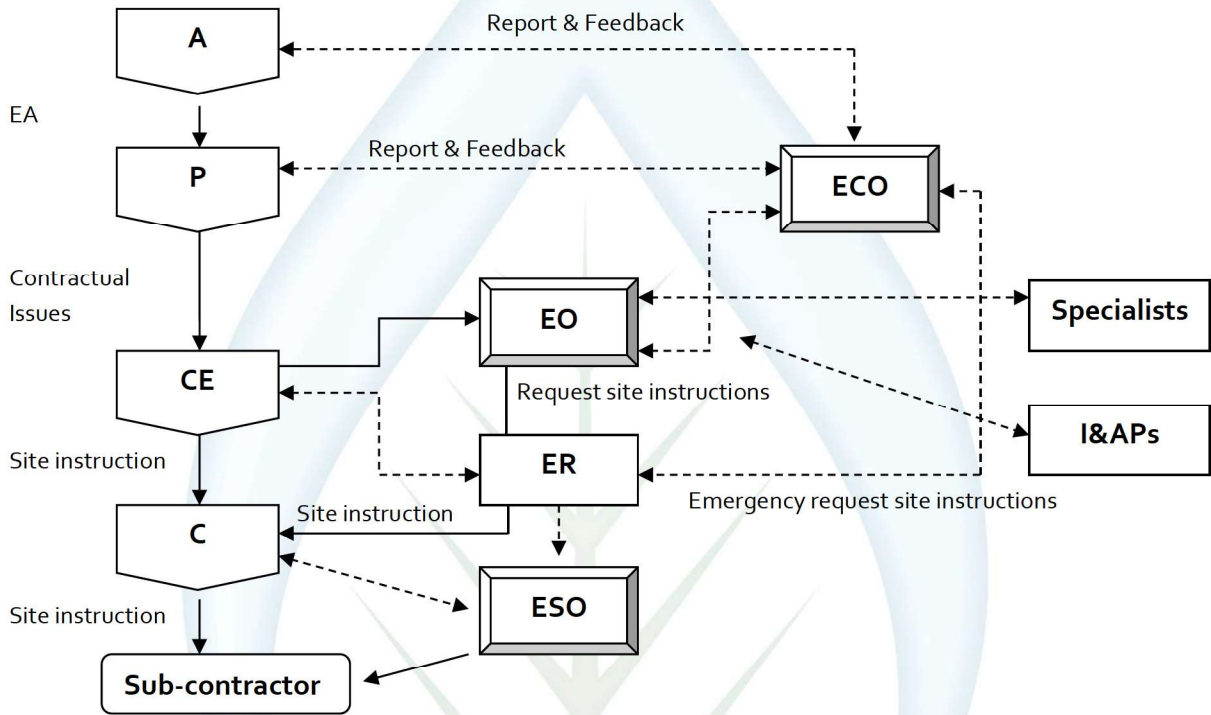 A
Report & Feedback
EA
P
Report & Feedback
ECO
Contractual
Issues
EO
Specialists
CE
Request site instructions
I&APs
Site instruction
ER
Emergency request site instructions
Site instruction
C
ESO
Site instruction
Sub-contractor